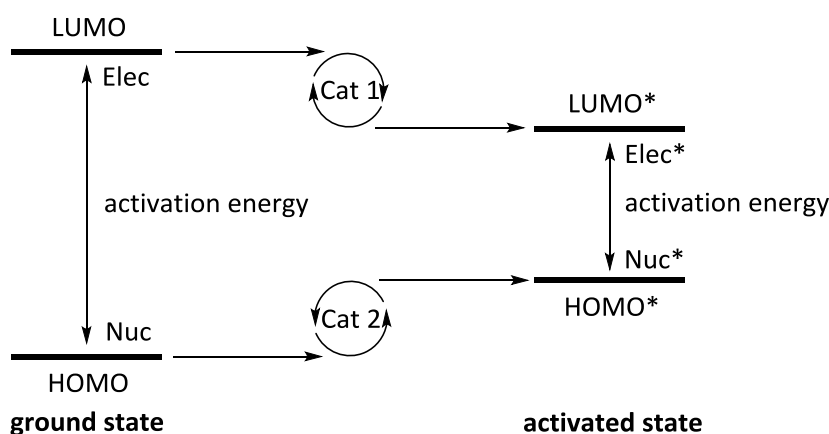 LUMO
Elec
Cat 1
LUMO*
Elec*
activation energy
activation energy
Nuc*
Cat 2
HOMO*
Nuc
HOMO
ground state
activated state